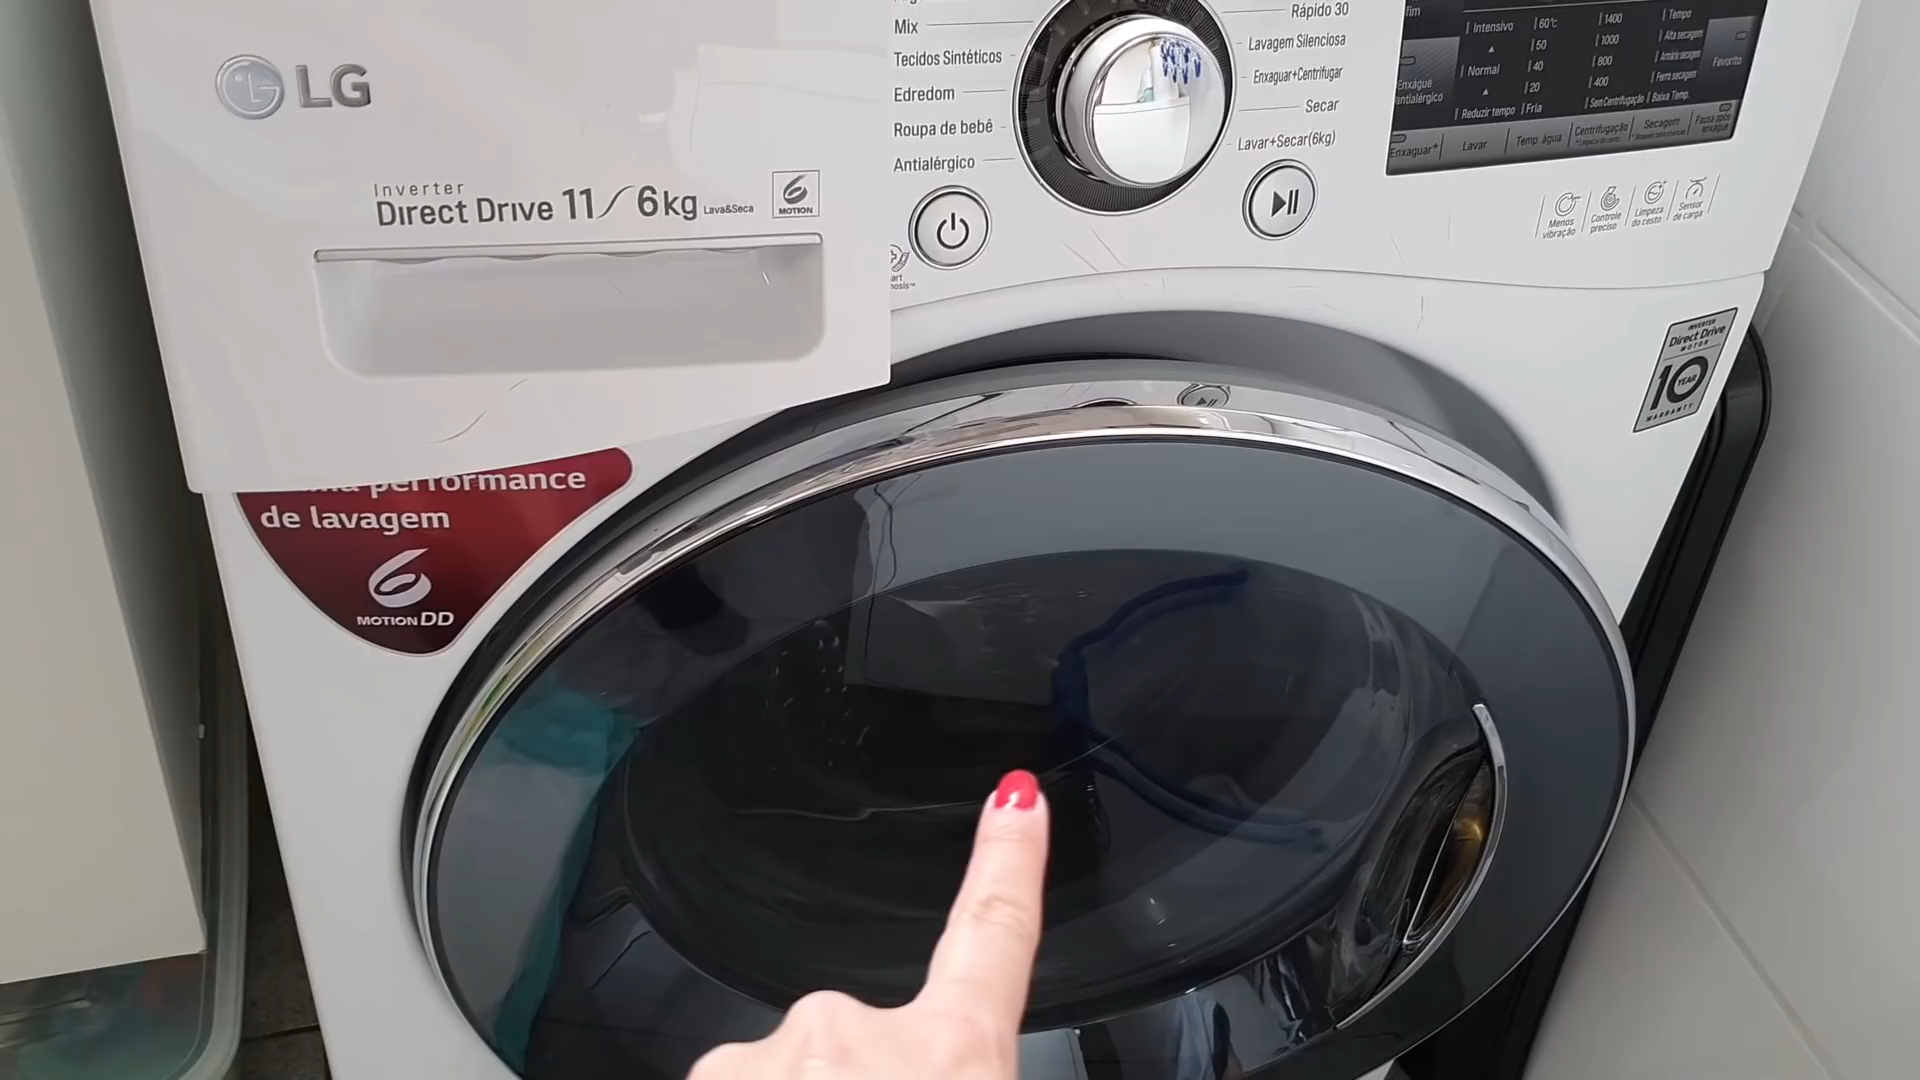 LG
Inverter
Direct Drive 11/6kg Lava&Seca
6
MOTION
Mix
Tecidos Sintéticos
Edredom
Roupa de bebê
Antialérgico
Rápido 30
Lavagem Silenciosa
Enxaguar+Centrifugar
Secar
Lavar+Secar(6kg)
Intensivo
Normal
Reduzir tempo
60°C
50
40
20
Fria
1400
1000
800
400
Sem Centrifugação
Tempo
Alta secagem
Armário secagem
Ferro secagem
Baixa Temp.
Enxágue
antialérgico
Favorito
Enxaguar+
Lavar
Temp. água
Centrifugação
Secagem
Pausa após
enxágue
Menos
vibração
Controle
preciso
Limpeza
do cesto
Sensor
de carga
INVERTER
Direct Drive
MOTOR
10 YEAR
WARRANTY
performance
de lavagem
6
MOTION DD